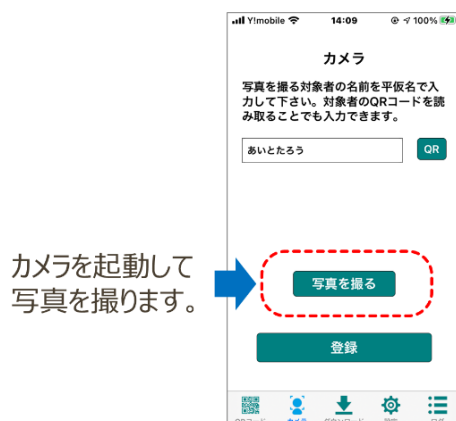 Y!mobile 14:09 100%
カメラ
写真を撮る対象者の名前を平仮名で入
力して下さい。対象者のQRコードを読
み取ることでも入力できます。
あいとたろう
QR
カメラを起動して
写真を撮ります。
写真を撮る
登録